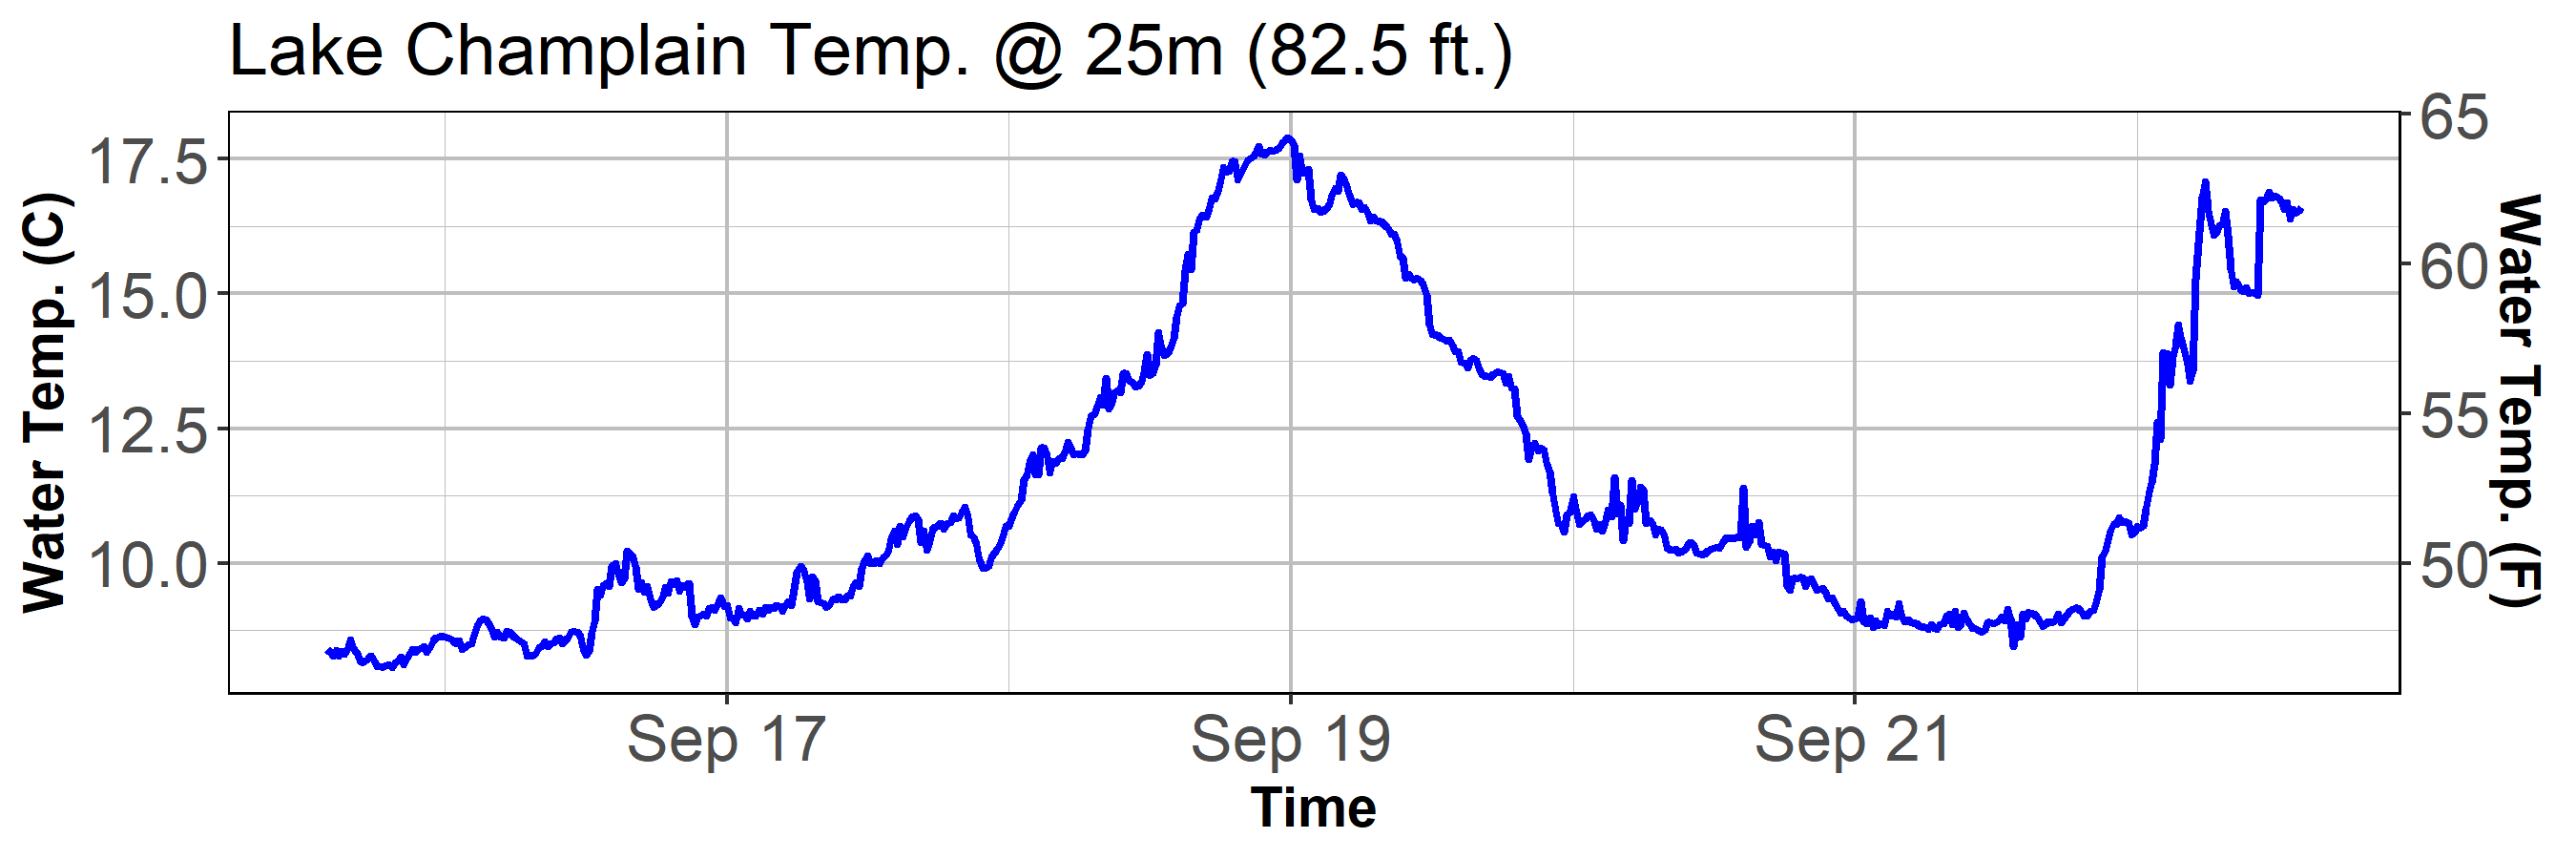 Lake Champlain Temp. @ 25m (82.5 ft.)
Water Temp. (C)
17.5
15.0
12.5
10.0
65
60
55
50
Water Temp. (F)
Sep 17
Sep 19
Sep 21
Time